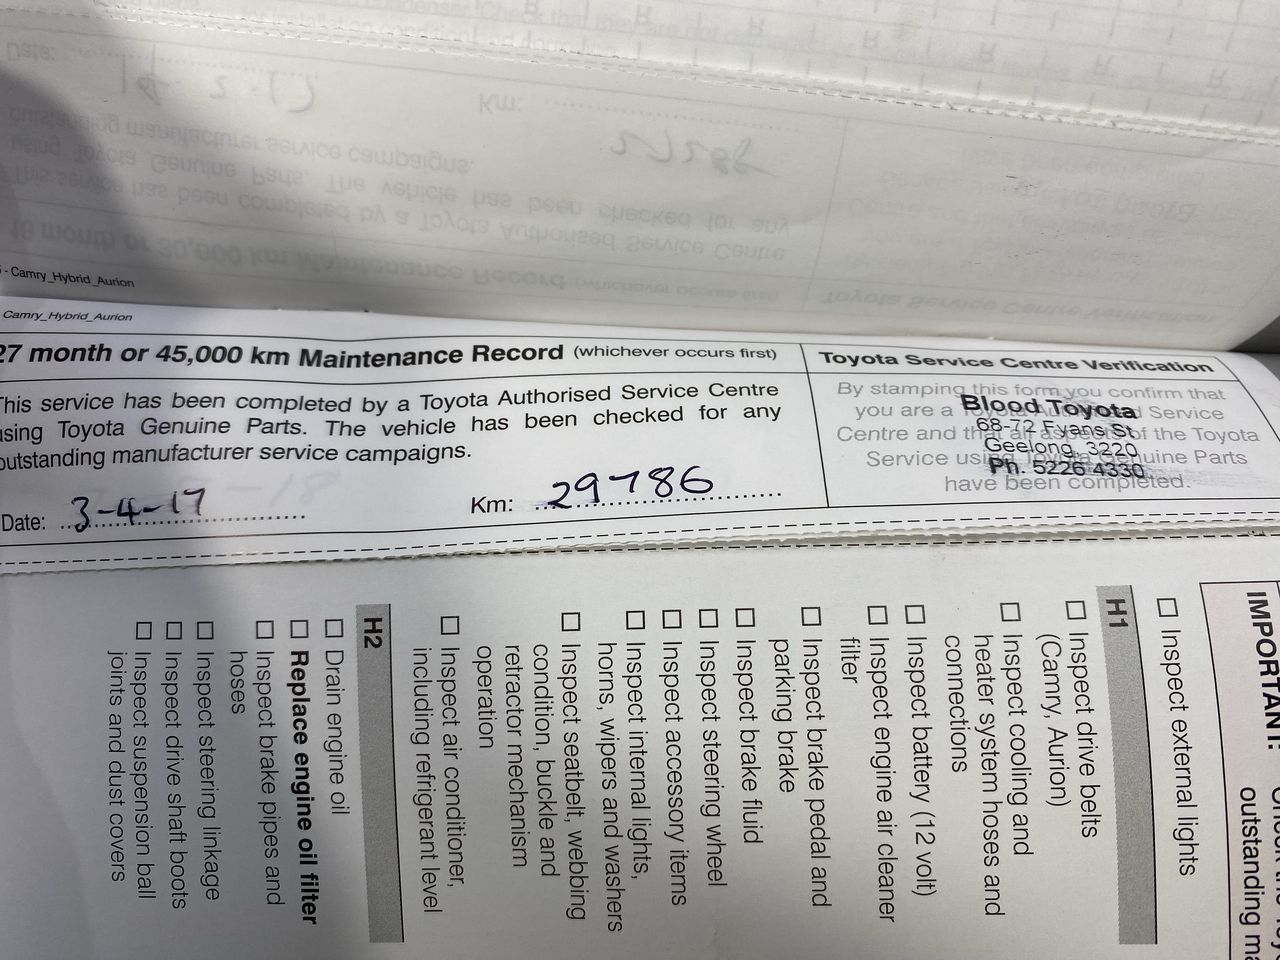 - Camry_Hybrid_Aurion
Camry_Hybrid_Aurion
27 month or 45,000 km Maintenance Record (whichever occurs first)
This service has been completed by a Toyota Authorised Service Centre
using Toyota Genuine Parts. The vehicle has been checked for any
outstanding manufacturer service campaigns.
Date: 3-4-17
Km: 29786
Toyota Service Centre Verification
By stamping this form you confirm that
you are a Toyota Authorised Service
Centre and that all aspects of the Toyota
Service using Toyota Genuine Parts
have been completed.
Blood Toyota
68-72 Fyans St
Geelong, 3220
Ph. 5226 4330
IMPORTANT:
outstanding
☐ Inspect external lights
H1
☐ Inspect drive belts
(Camry, Aurion)
☐ Inspect cooling and
heater system hoses and
connections
☐ Inspect battery (12 volt)
☐ Inspect engine air cleaner
filter
☐ Inspect brake pedal and
parking brake
☐ Inspect brake fluid
☐ Inspect steering wheel
☐ Inspect accessory items
☐ Inspect internal lights,
horns, wipers and washers
☐ Inspect seatbelt, webbing
condition, buckle and
retractor mechanism
operation
☐ Inspect air conditioner,
including refrigerant level
H2
☐ Drain engine oil
☐ Replace engine oil filter
☐ Inspect brake pipes and
hoses
☐ Inspect steering linkage
☐ Inspect drive shaft boots
☐ Inspect suspension ball
joints and dust covers